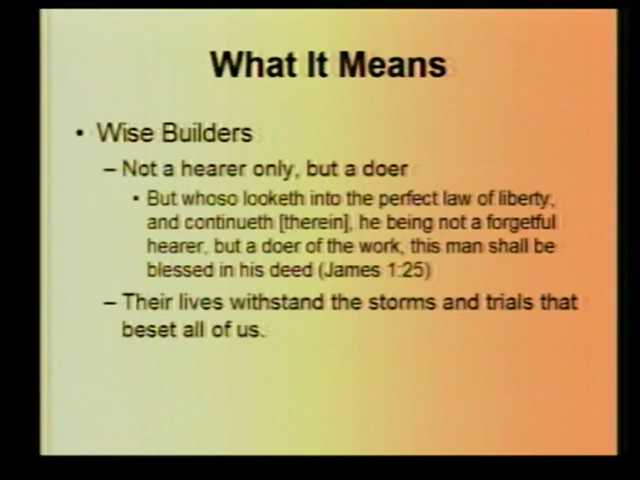 What It Means
• Wise Builders
– Not a hearer only, but a doer
• But whoso looketh into the perfect law of liberty,
and continueth [therein], he being not a forgetful
hearer, but a doer of the work, this man shall be
blessed in his deed (James 1:25)
– Their lives withstand the storms and trials that
beset all of us.